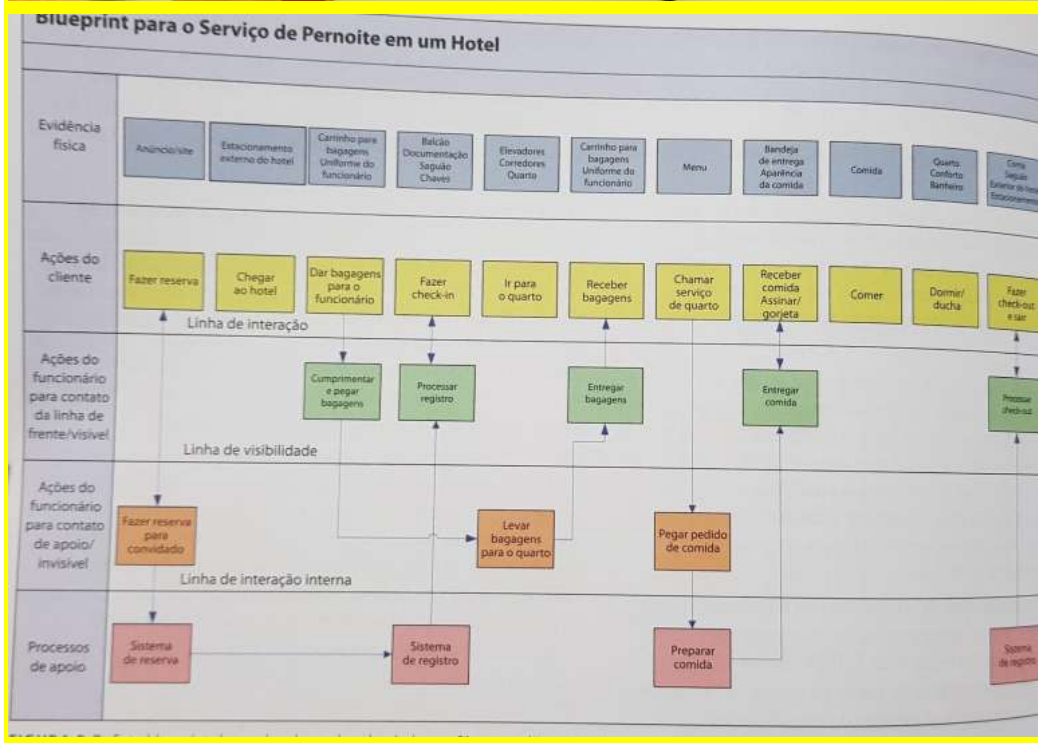 Blueprint para o Serviço de Pernoite em um Hotel
Evidência
física
Anúncio/site
Estacionamento
externo do hotel
Carrinho para
bagagens
Uniforme do
funcionário
Balcão
Documentação
Saguão
Chaves
Elevadores
Corredores
Quarto
Carrinho para
bagagens
Uniforme do
funcionário
Menu
Bandeja
de entrega
Aparência
da comida
Comida
Quarto
Conforto
Banheiro
Conta
Saguão
Exterior do hotel
Estacionamento
Ações do
cliente
Fazer reserva
Chegar
ao hotel
Dar bagagens
para o
funcionário
Fazer
check-in
Ir para
o quarto
Receber
bagagens
Chamar
serviço
de quarto
Receber
comida
Assinar/
gorjeta
Comer
Dormir/
ducha
Fazer
check-out
e sair
Linha de interação
Ações do
funcionário
para contato
da linha de
frente/visível
Cumprimentar
e pegar
bagagens
Processar
registro
Entregar
bagagens
Entregar
comida
Processar
check-out
Linha de visibilidade
Ações do
funcionário
para contato
de apoio/
invisível
Fazer reserva
para
convidado
Levar
bagagens
para o quarto
Pegar pedido
de comida
Linha de interação interna
Processos
de apoio
Sistema
de reserva
Sistema
de registro
Preparar
comida
Sistema
de registro